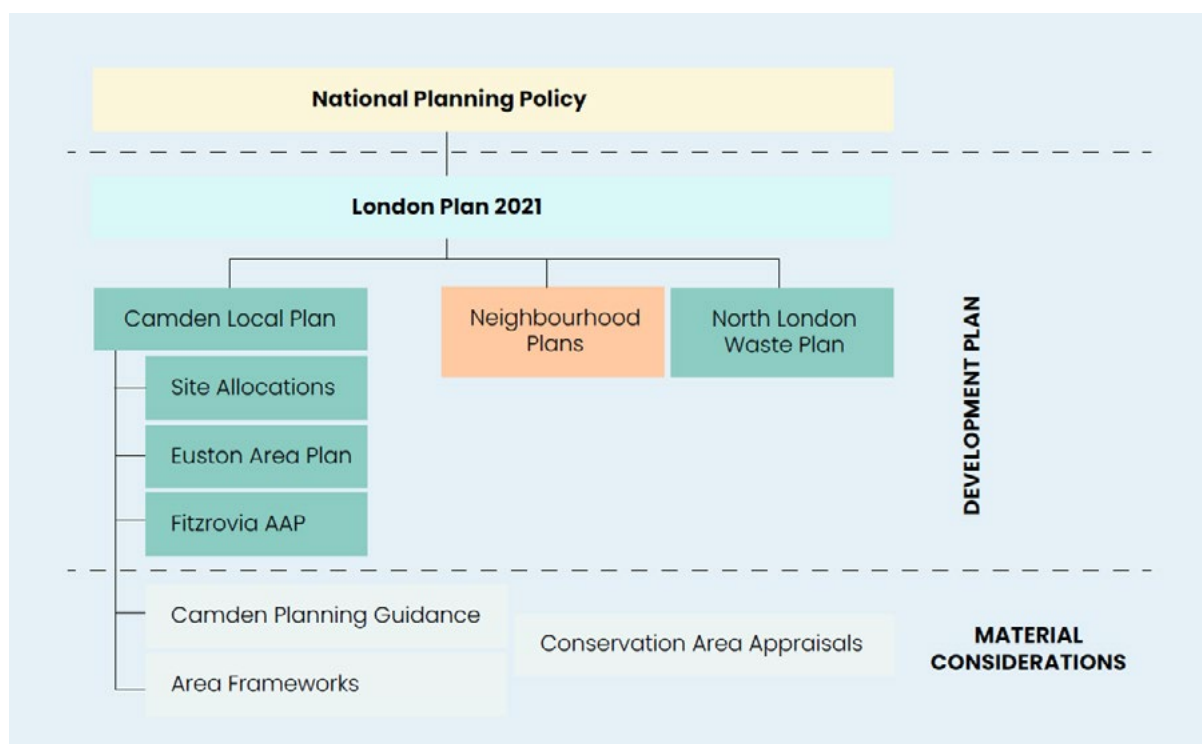 National Planning Policy
London Plan 2021
Camden Local Plan
Neighbourhood
Plans
North London
Waste Plan
Site Allocations
Euston Area Plan
Fitzrovia AAP
DEVELOPMENT PLAN
Camden Planning Guidance
Area Frameworks
Conservation Area Appraisals
MATERIAL
CONSIDERATIONS